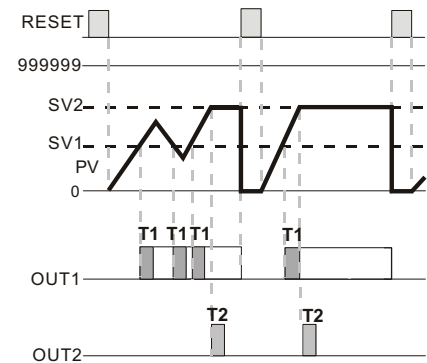 RESET
999999
SV2
SV1
PV
0
T1 T1 T1 T1
OUT1
T2 T2
OUT2